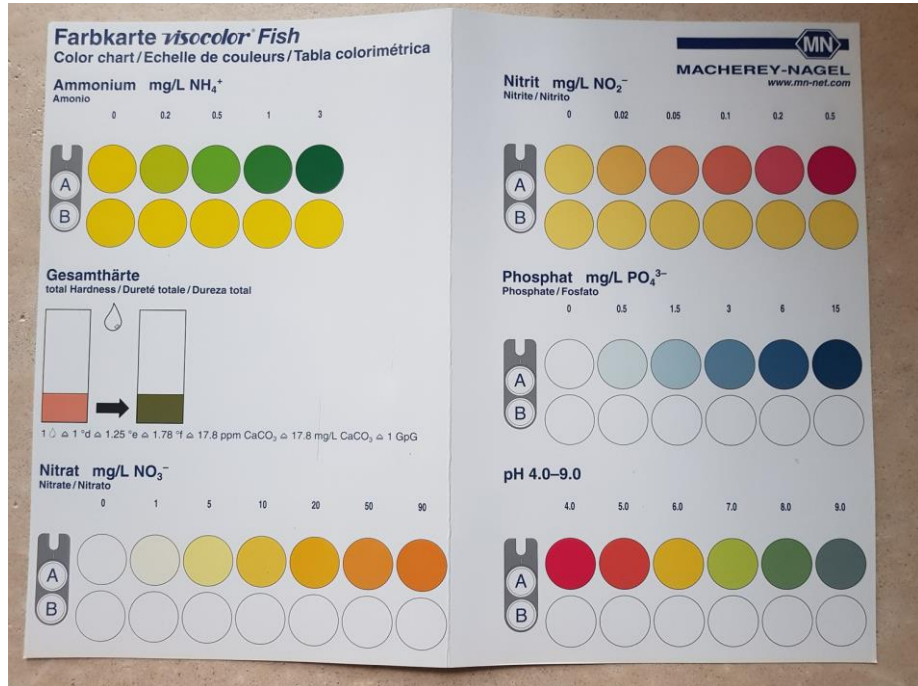 Farbkarte visocolor® Fish
Color chart / Echelle de couleurs / Tabla colorimétrica
Ammonium mg/L NH₄⁺
Amonio
0 0.2 0.5 1 3
A
B
Gesamthärte
total Hardness / Dureté totale / Dureza total
1 ≙ 1 °d ≙ 1.25 °e ≙ 1.78 °f ≙ 17.8 ppm CaCO₃ ≙ 17.8 mg/L CaCO₃ ≙ 1 GpG
Nitrat mg/L NO₃⁻
Nitrate / Nitrato
0 1 5 10 20 50 90
A
B
MN
MACHEREY-NAGEL
www.mn-net.com
Nitrit mg/L NO₂⁻
Nitrite / Nitrito
0 0.02 0.05 0.1 0.2 0.5
A
B
Phosphat mg/L PO₄³⁻
Phosphate / Fosfato
0 0.5 1.5 3 6 15
A
B
pH 4.0–9.0
4.0 5.0 6.0 7.0 8.0 9.0
A
B